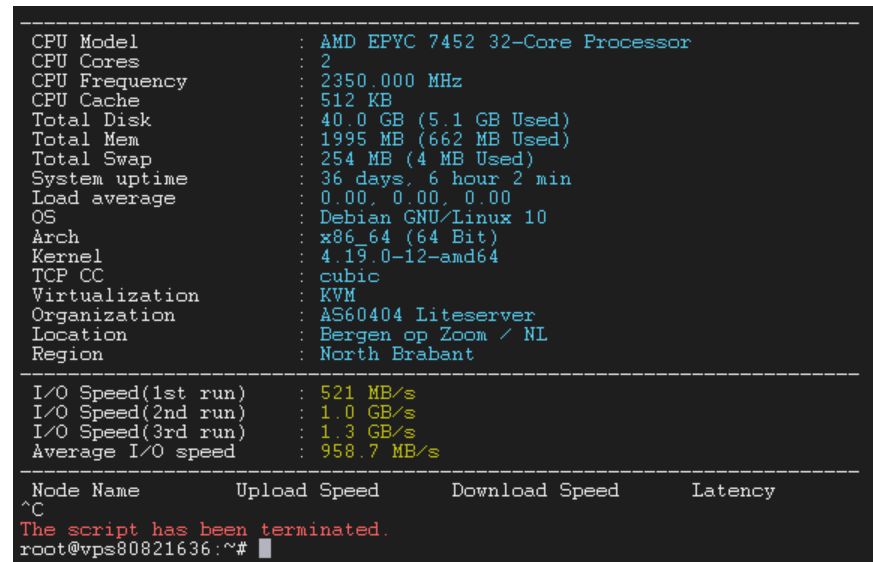 CPU Model : AMD EPYC 7452 32-Core Processor
CPU Cores : 2
CPU Frequency : 2350.000 MHz
CPU Cache : 512 KB
Total Disk : 40.0 GB (5.1 GB Used)
Total Mem : 1995 MB (662 MB Used)
Total Swap : 254 MB (4 MB Used)
System uptime : 36 days, 6 hour 2 min
Load average : 0.00, 0.00, 0.00
OS : Debian GNU/Linux 10
Arch : x86_64 (64 Bit)
Kernel : 4.19.0-12-amd64
TCP CC : cubic
Virtualization : KVM
Organization : AS60404 Liteserver
Location : Bergen op Zoom / NL
Region : North Brabant
I/O Speed(1st run) : 521 MB/s
I/O Speed(2nd run) : 1.0 GB/s
I/O Speed(3rd run) : 1.3 GB/s
Average I/O speed : 958.7 MB/s
Node Name Upload Speed Download Speed Latency
^C
The script has been terminated.
root@vps80821636:~#